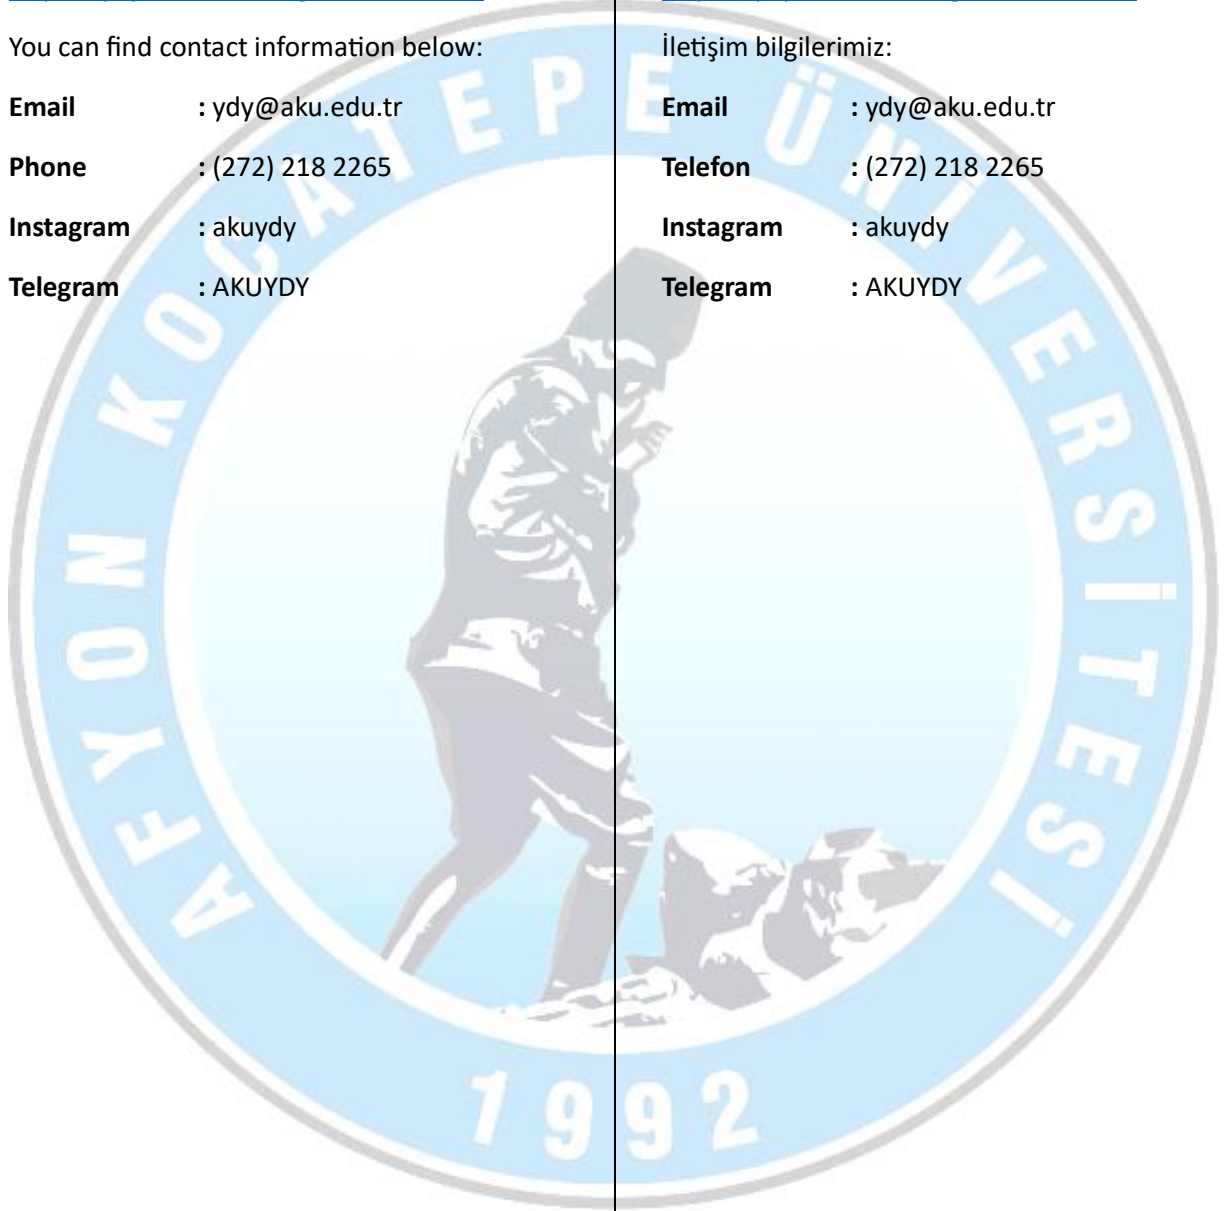 You can find contact information below:
Email : ydy@aku.edu.tr
Phone : (272) 218 2265
Instagram : akuydy
Telegram : AKUYDY
İletişim bilgilerimiz:
Email : ydy@aku.edu.tr
Telefon : (272) 218 2265
Instagram : akuydy
Telegram : AKUYDY
AFYON KOCATEPE ÜNİVERSİTESİ
1992